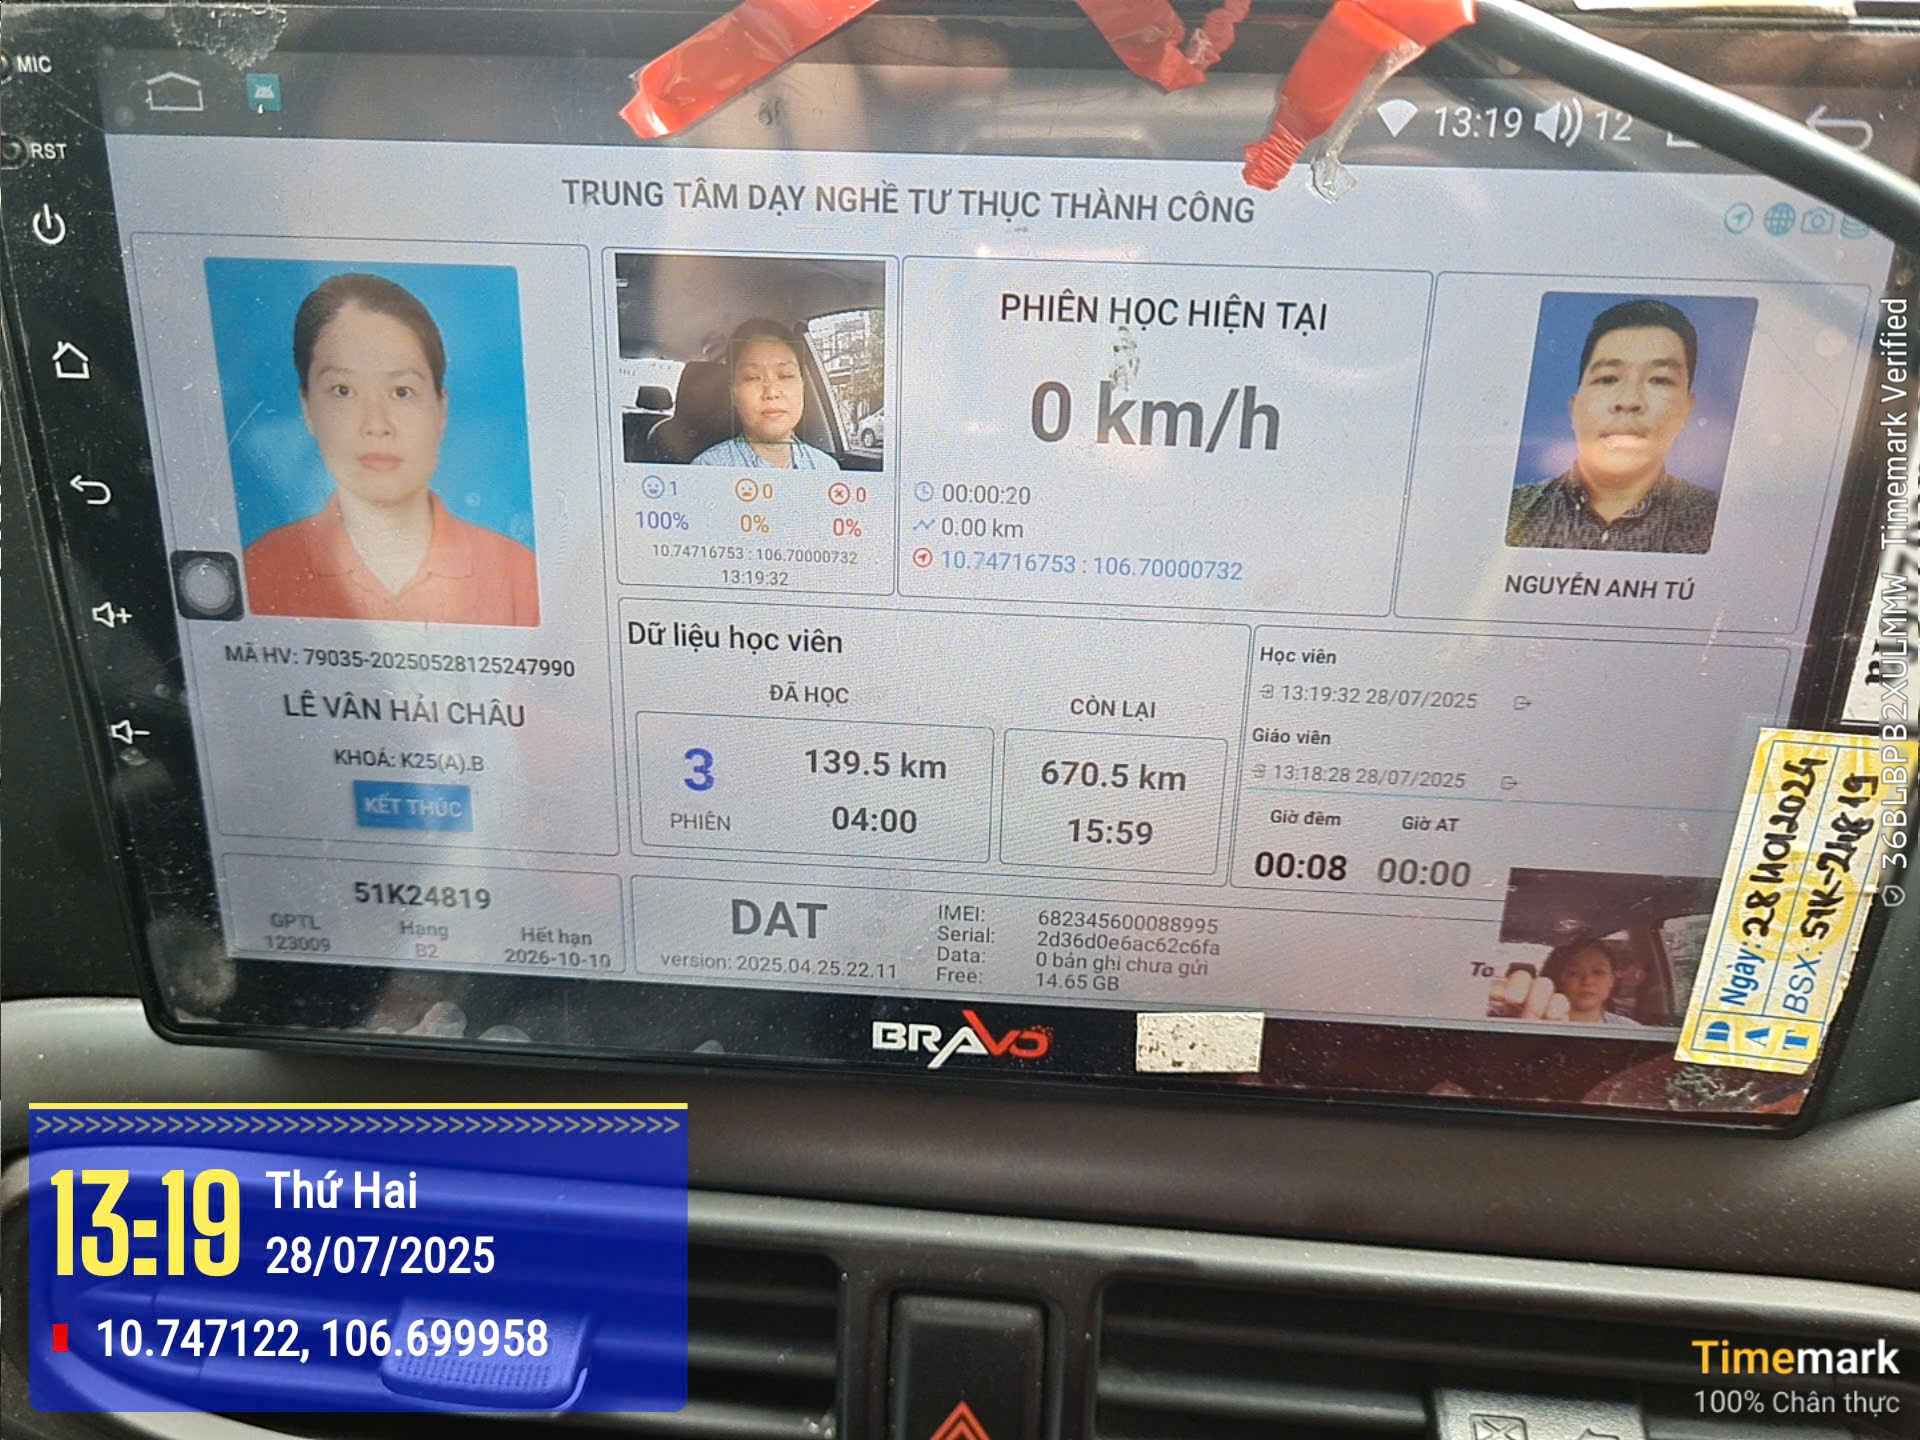 MIC
RST
13:19
12
TRUNG TÂM DẠY NGHỀ TƯ THỤC THÀNH CÔNG
MÃ HV: 79035-20250528125247990
LÊ VÂN HẢI CHÂU
KHOÁ: K25(A).B
KẾT THÚC
1
0
0
100%
0%
0%
10.74716753 : 106.70000732
13:19:32
PHIÊN HỌC HIỆN TẠI
0 km/h
00:00:20
0.00 km
10.74716753 : 106.70000732
NGUYỄN ANH TÚ
Dữ liệu học viên
ĐÃ HỌC
CÒN LẠI
3
PHIÊN
139.5 km
04:00
670.5 km
15:59
Học viên
13:19:32 28/07/2025
Giáo viên
13:18:28 28/07/2025
Giờ đêm
Giờ AT
00:08
00:00
51K24819
GPTL
123009
Hạng
B2
Hết hạn
2026-10-10
DAT
version: 2025.04.25.22.11
IMEI: 682345600088995
Serial: 2d36d0e6ac62c6fa
Data: 0 bản ghi chưa gửi
Free: 14.65 GB
BRAVO
DAT
Ngày: 28/10/2024
BSX: 51K-24819
36BLBPB2XULMMW Timemark Verified
>>>>>>>>>>>>>>>>>>>>>>>>>>>>>>>>>>>>>>>
13:19
Thứ Hai
28/07/2025
10.747122, 106.699958
Timemark
100% Chân thực